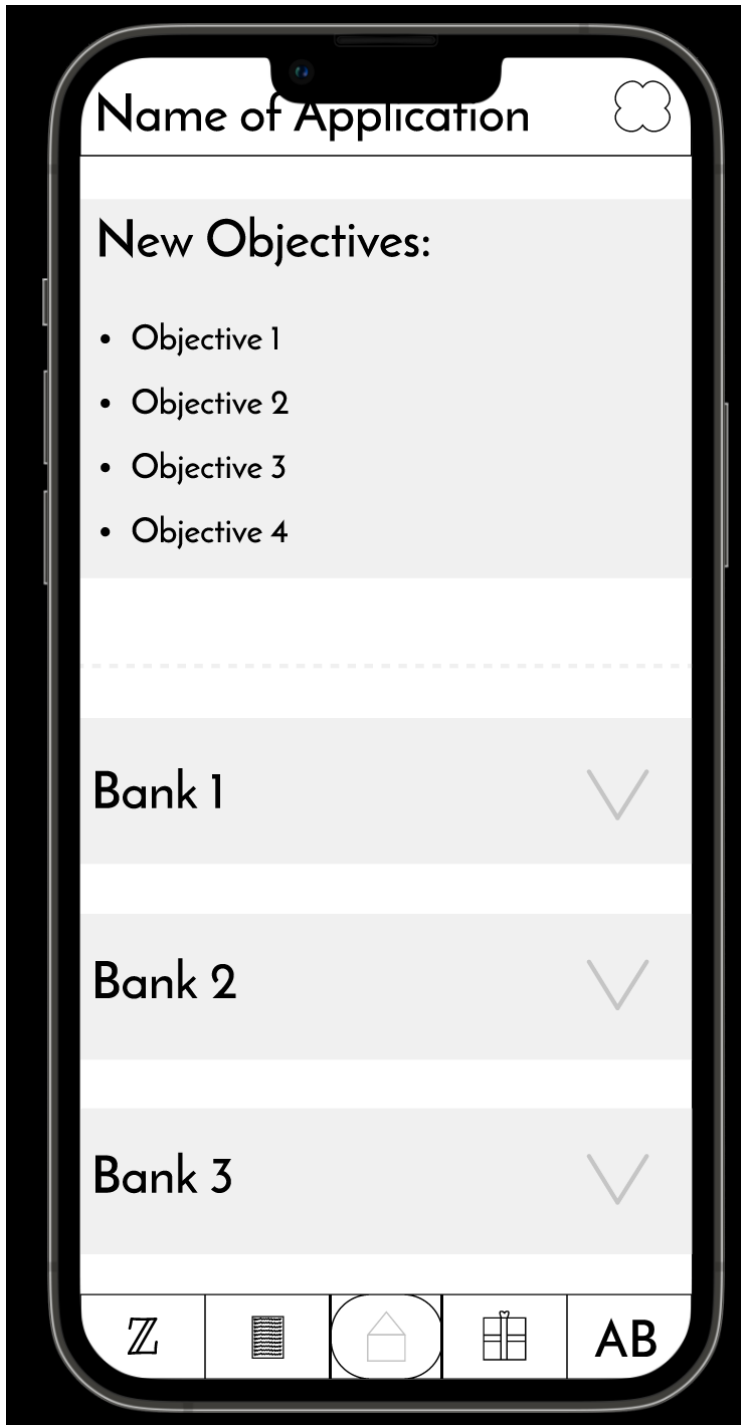 Name of Application
New Objectives:
• Objective 1
• Objective 2
• Objective 3
• Objective 4
Bank 1
Bank 2
Bank 3
ℤ AB